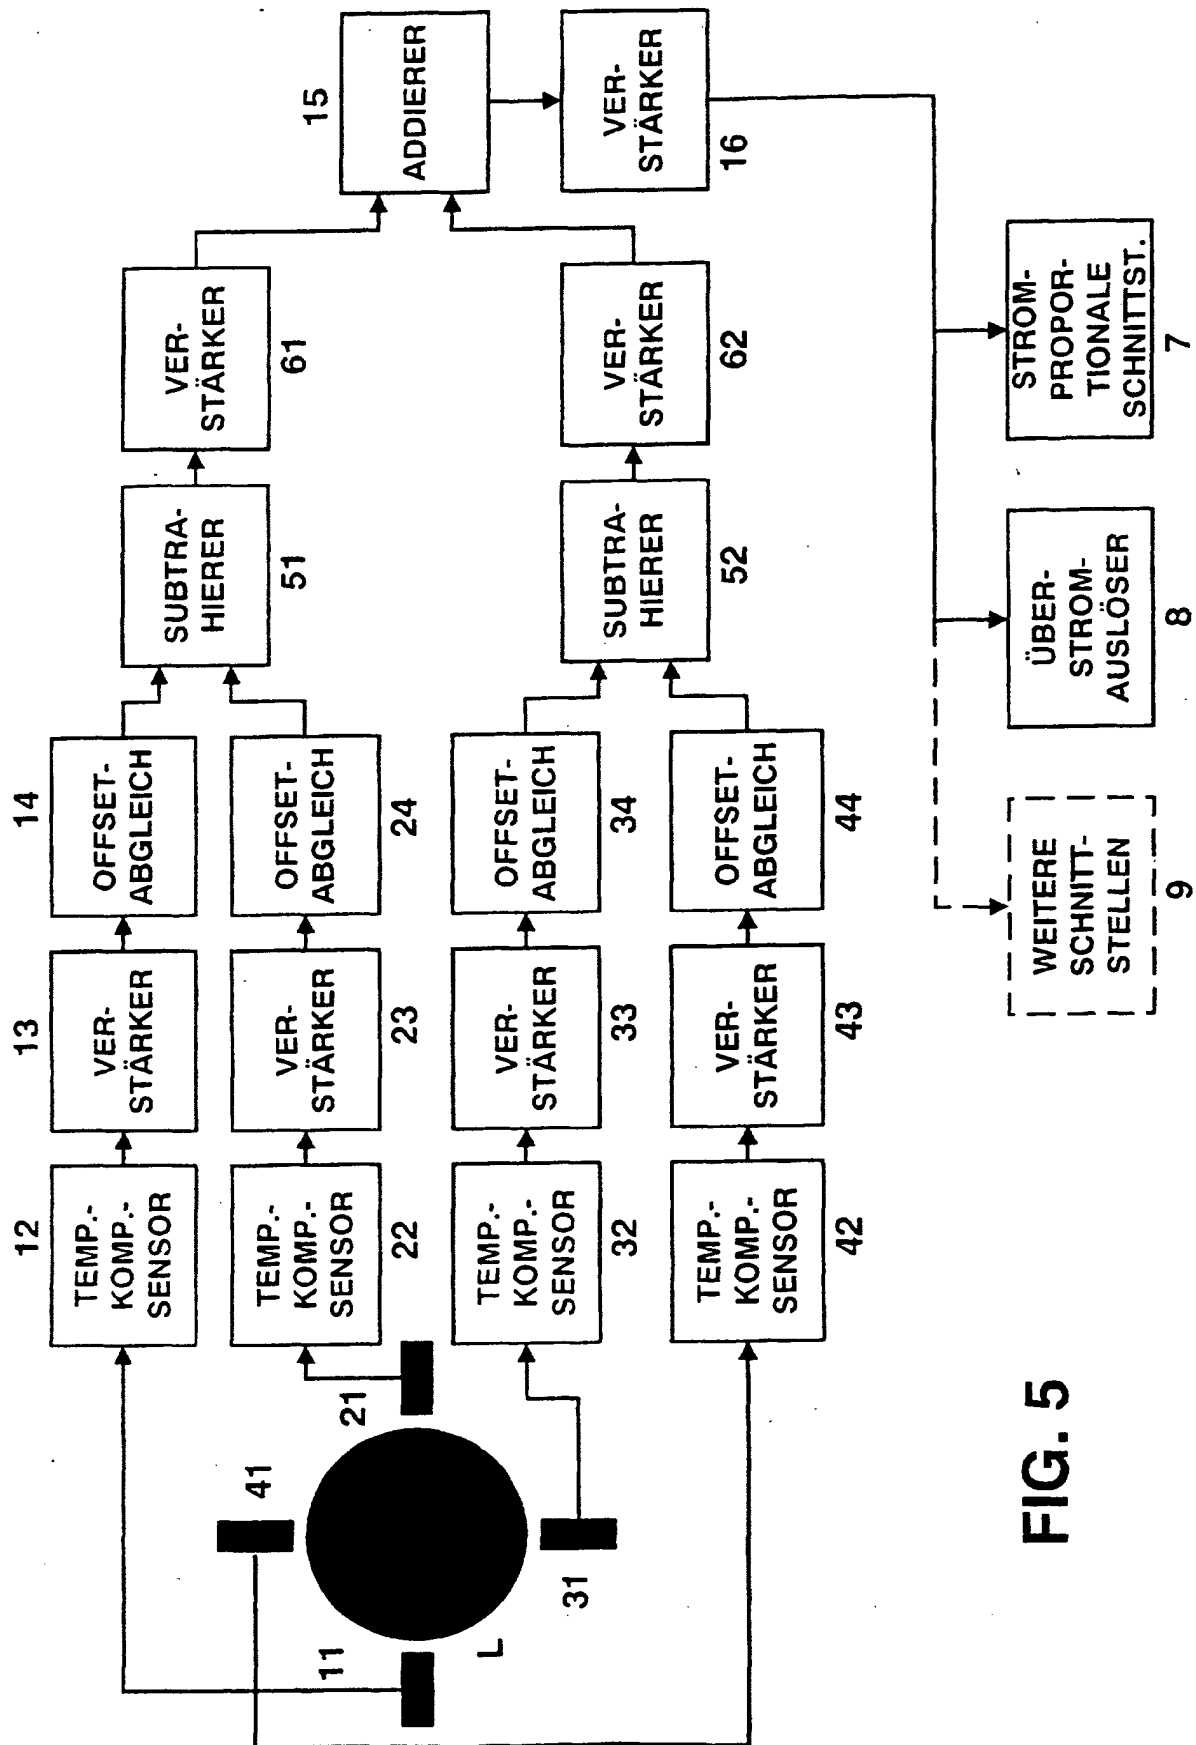 11
41
L
31
21
12
TEMP.-
KOMP.-
SENSOR
13
VER-
STÄRKER
14
OFFSET-
ABGLEICH
TEMP.-
KOMP.-
SENSOR
22
VER-
STÄRKER
23
OFFSET-
ABGLEICH
24
SUBTRA-
HIERER
51
VER-
STÄRKER
61
TEMP.-
KOMP.-
SENSOR
32
VER-
STÄRKER
33
OFFSET-
ABGLEICH
34
TEMP.-
KOMP.-
SENSOR
42
VER-
STÄRKER
43
OFFSET-
ABGLEICH
44
SUBTRA-
HIERER
52
VER-
STÄRKER
62
15
ADDIERER
VER-
STÄRKER
16
WEITERE
SCHNITT-
STELLEN
9
ÜBER-
STROM-
AUSLÖSER
8
STROM-
PROPOR-
TIONALE
SCHNITTST.
7
FIG. 5